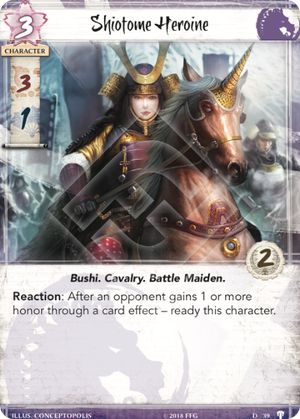 3
Shiotome Heroine
CHARACTER
3
1
2
Bushi. Cavalry. Battle Maiden.
Reaction: After an opponent gains 1 or more
honor through a card effect – ready this character.
ILLUS. CONCEPTOPOLIS
© 2018 FFG
D 39